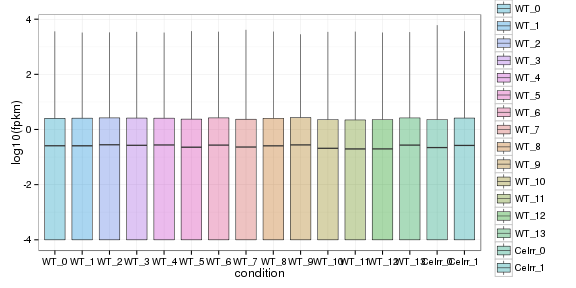 4
2
0
-2
-4
log10(fpkm)
WT_0 WT_1 WT_2 WT_3 WT_4 WT_5 WT_6 WT_7 WT_8 WT_9 WT_10 WT_11 WT_12 WT_13 Celrr_0 Celrr_1
condition
WT_0
WT_1
WT_2
WT_3
WT_4
WT_5
WT_6
WT_7
WT_8
WT_9
WT_10
WT_11
WT_12
WT_13
Celrr_0
Celrr_1